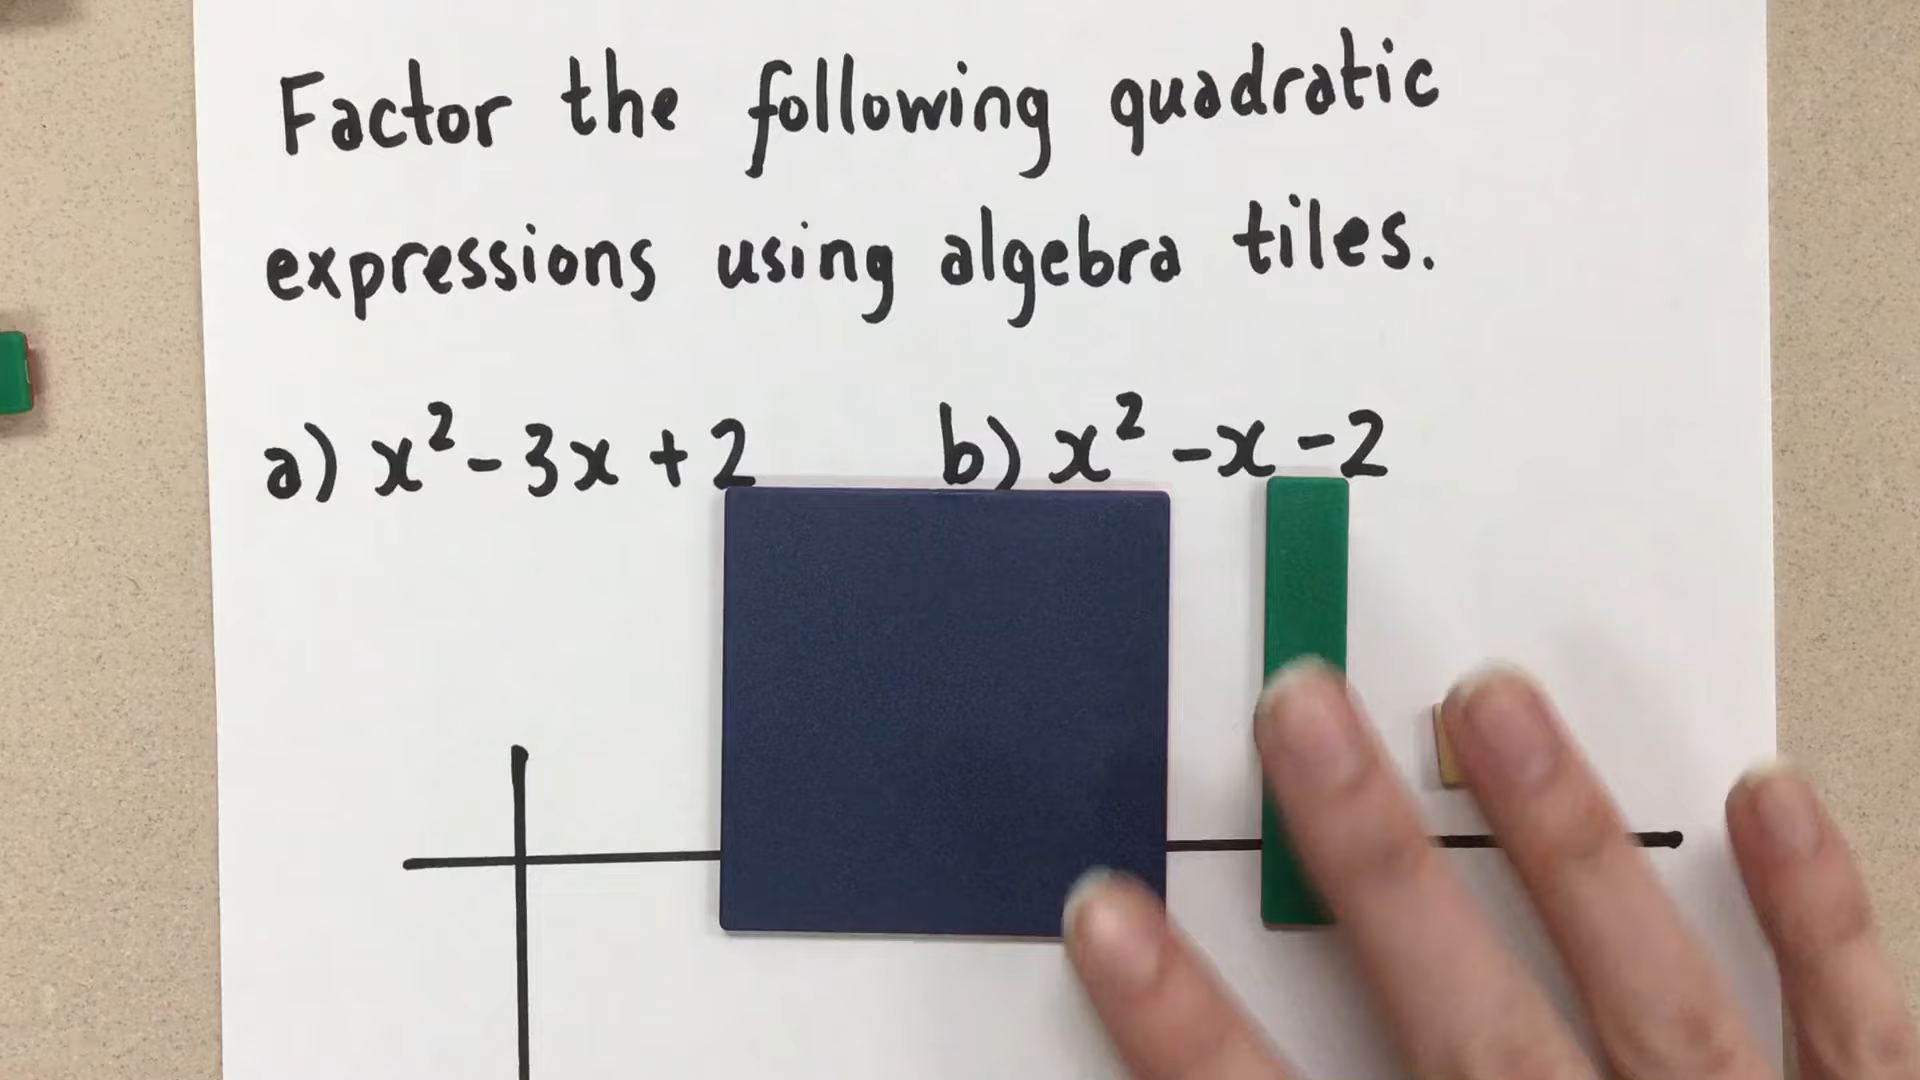 Factor the following quadratic
expressions using algebra tiles.
a) x² - 3x + 2 b) x² - x - 2